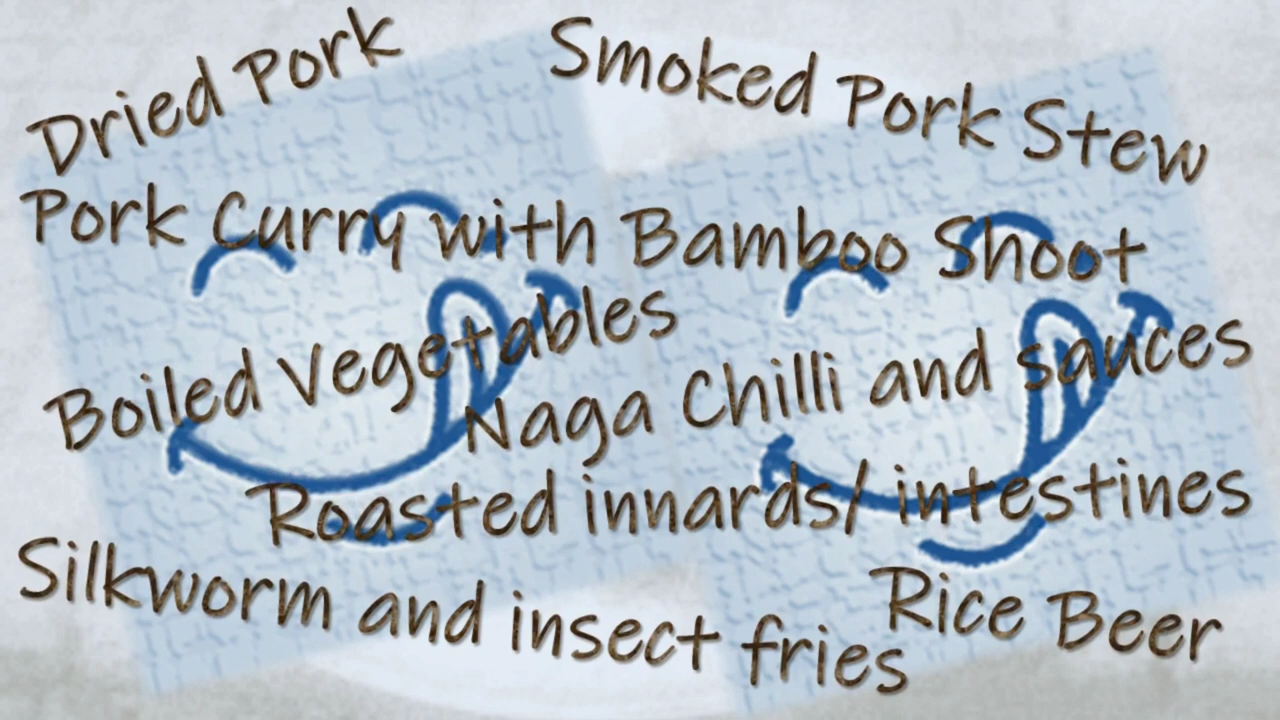 Dried Pork
Smoked Pork Stew
Pork Curry with Bamboo Shoot
Boiled Vegetables
Naga Chilli and sauces
Roasted innards/ intestines
Silkworm and insect fries
Rice Beer